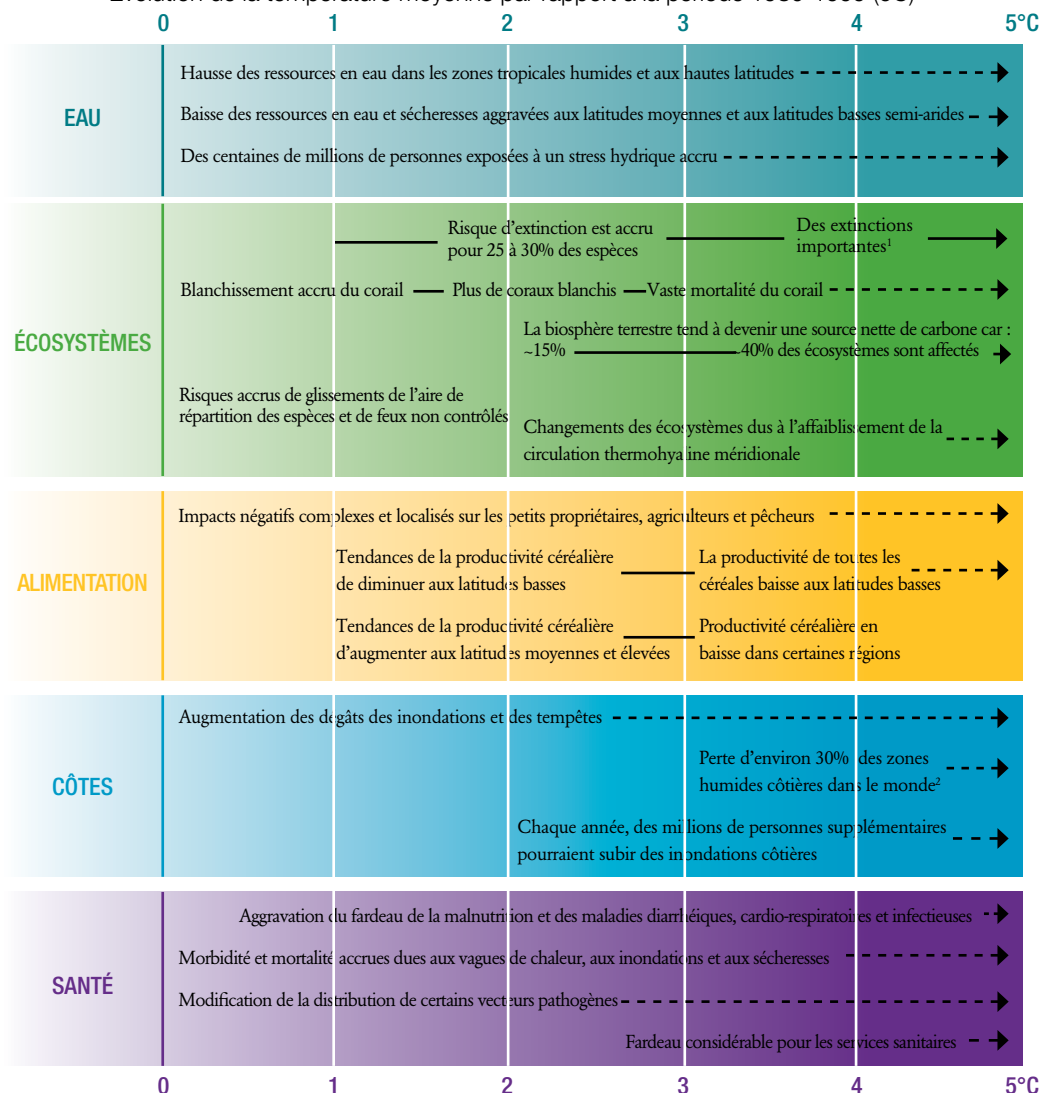 Évolution de la température moyenne par rapport à la période 1980-1999 (°C)
0 1 2 3 4 5°C
EAU
Hausse des ressources en eau dans les zones tropicales humides et aux hautes latitudes
Baisse des ressources en eau et sécheresses aggravées aux latitudes moyennes et aux latitudes basses semi-arides
Des centaines de millions de personnes exposées à un stress hydrique accru
ÉCOSYSTÈMES
Risque d'extinction est accru
pour 25 à 30% des espèces
Des extinctions
importantes¹
Blanchissement accru du corail
Plus de coraux blanchis
Vaste mortalité du corail
La biosphère terrestre tend à devenir une source nette de carbone car :
~15%
~40% des écosystèmes sont affectés
Risques accrus de glissements de l'aire de
répartition des espèces et de feux non contrôlés
Changements des écosystèmes dus à l'affaiblissement de la
circulation thermohyaline méridionale
ALIMENTATION
Impacts négatifs complexes et localisés sur les petits propriétaires, agriculteurs et pêcheurs
Tendances de la productivité céréalière
de diminuer aux latitudes basses
La productivité de toutes les
céréales baisse aux latitudes basses
Tendances de la productivité céréalière
d'augmenter aux latitudes moyennes et élevées
Productivité céréalière en
baisse dans certaines régions
CÔTES
Augmentation des dégâts des inondations et des tempêtes
Perte d'environ 30% des zones
humides côtières dans le monde²
Chaque année, des millions de personnes supplémentaires
pourraient subir des inondations côtières
SANTÉ
Aggravation du fardeau de la malnutrition et des maladies diarrhéiques, cardio-respiratoires et infectieuses
Morbidité et mortalité accrues dues aux vagues de chaleur, aux inondations et aux sécheresses
Modification de la distribution de certains vecteurs pathogènes
Fardeau considérable pour les services sanitaires
0 1 2 3 4 5°C